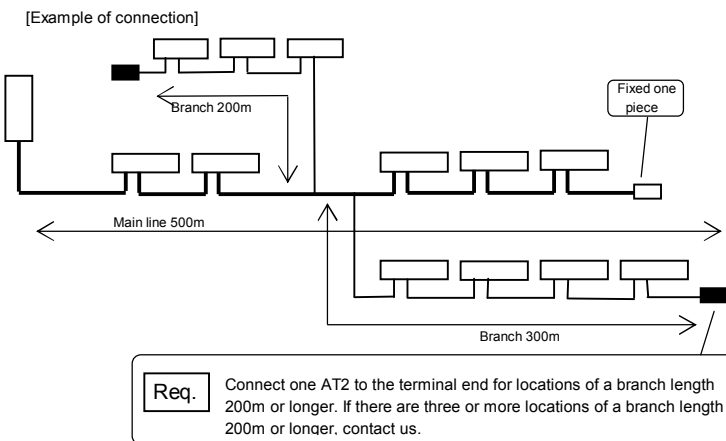 [Example of connection]
Fixed one
piece
Branch 200m
Main line 500m
Branch 300m
Req.
Connect one AT2 to the terminal end for locations of a branch length
200m or longer. If there are three or more locations of a branch length
200m or longer, contact us.